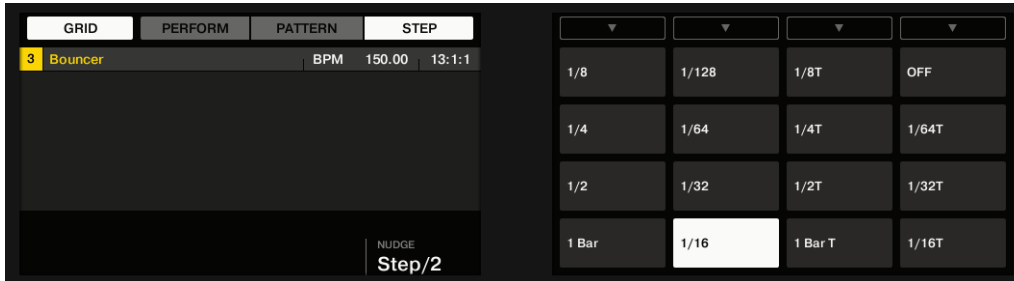 GRID PERFORM PATTERN STEP
3 Bouncer BPM 150.00 13:1:1
NUDGE
Step/2
1/8 1/128 1/8T OFF
1/4 1/64 1/4T 1/64T
1/2 1/32 1/2T 1/32T
1 Bar 1/16 1 Bar T 1/16T